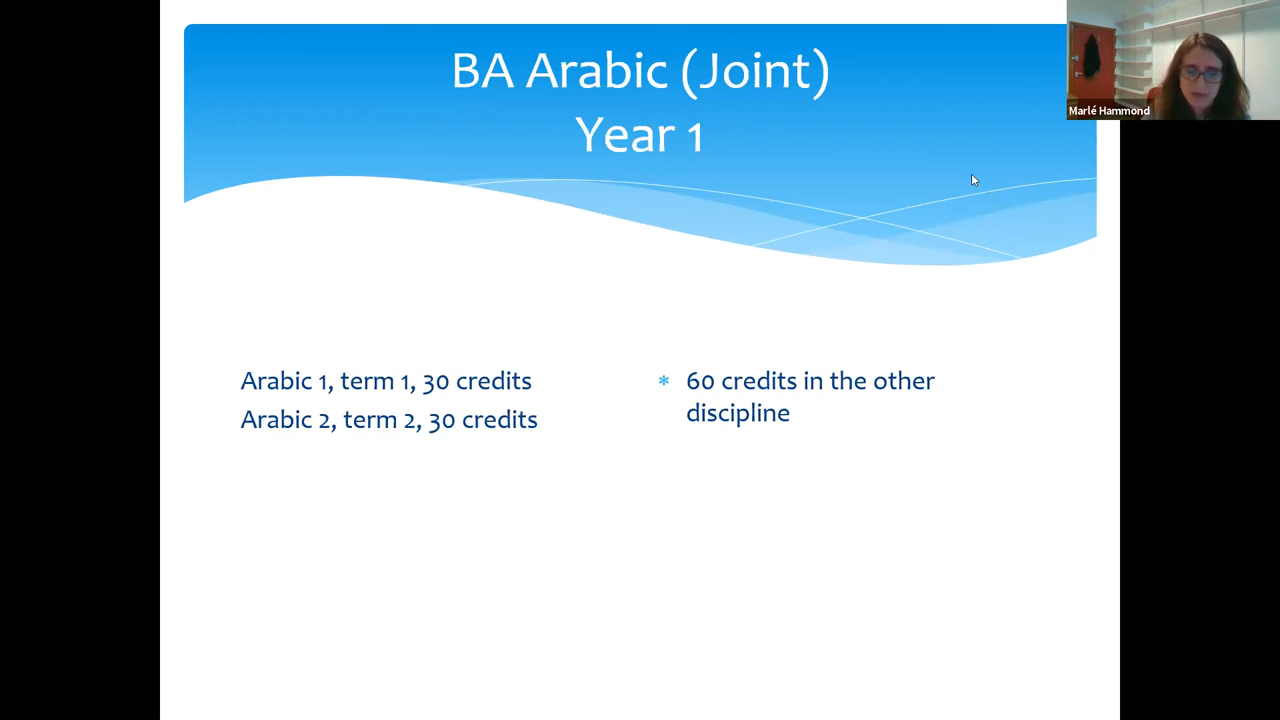 BA Arabic (Joint)
Year 1
Marlé Hammond
Arabic 1, term 1, 30 credits
Arabic 2, term 2, 30 credits
* 60 credits in the other
discipline